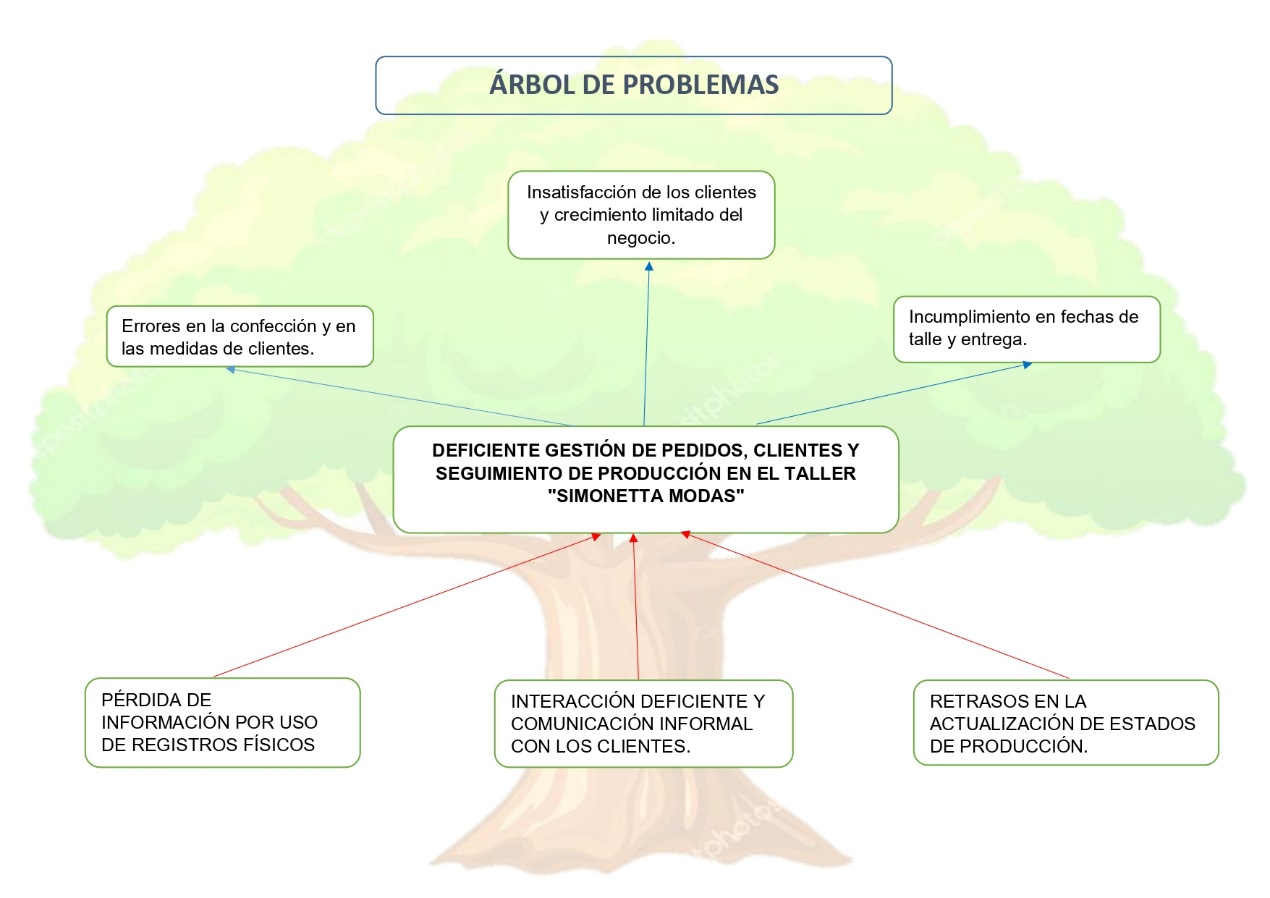 ÁRBOL DE PROBLEMAS
Insatisfacción de los clientes
y crecimiento limitado del
negocio.
Errores en la confección y en
las medidas de clientes.
Incumplimiento en fechas de
talle y entrega.
DEFICIENTE GESTIÓN DE PEDIDOS, CLIENTES Y
SEGUIMIENTO DE PRODUCCIÓN EN EL TALLER
"SIMONETTA MODAS"
PÉRDIDA DE
INFORMACIÓN POR USO
DE REGISTROS FÍSICOS
INTERACCIÓN DEFICIENTE Y
COMUNICACIÓN INFORMAL
CON LOS CLIENTES.
RETRASOS EN LA
ACTUALIZACIÓN DE ESTADOS
DE PRODUCCIÓN.